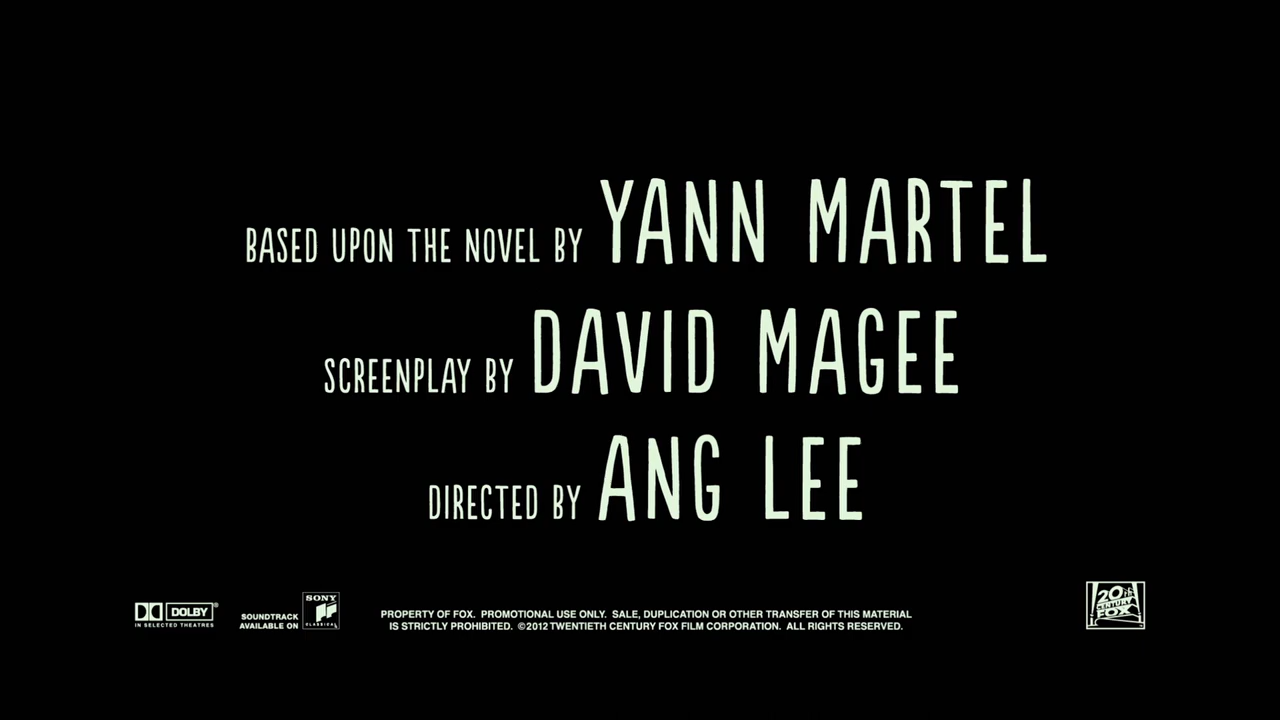 BASED UPON THE NOVEL BY YANN MARTEL
SCREENPLAY BY DAVID MAGEE
DIRECTED BY ANG LEE
DOLBY®
IN SELECTED THEATRES
SOUNDTRACK
AVAILABLE ON
SONY
CLASSICAL
PROPERTY OF FOX. PROMOTIONAL USE ONLY. SALE, DUPLICATION OR OTHER TRANSFER OF THIS MATERIAL
IS STRICTLY PROHIBITED. ©2012 TWENTIETH CENTURY FOX FILM CORPORATION. ALL RIGHTS RESERVED.
20th
CENTURY
FOX